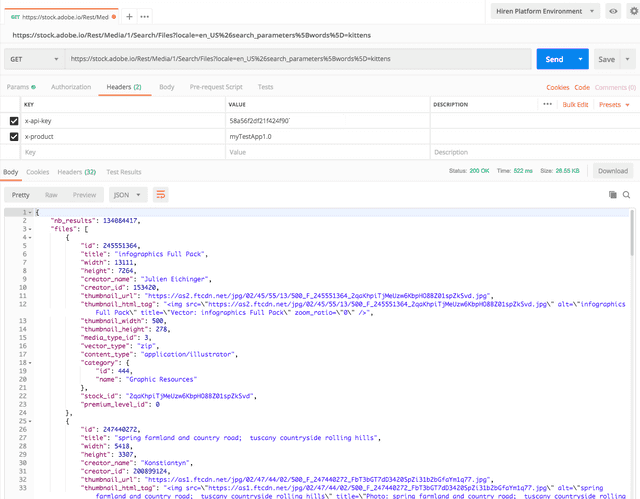 GET https://stock.adobe.io/Rest/Med
Hiren Platform Environment
https://stock.adobe.io/Rest/Media/1/Search/Files?locale=en_US%26search_parameters%5Bwords%5D=kittens
GET https://stock.adobe.io/Rest/Media/1/Search/Files?locale=en_US%26search_parameters%5Bwords%5D=kittens Send Save
Params Authorization Headers (2) Body Pre-request Script Tests Cookies Code Comments (0)
KEY VALUE DESCRIPTION ••• Bulk Edit Presets
x-api-key 58a56f2df21f424f90`
x-product myTestApp1.0
Key Value Description
Body Cookies Headers (32) Test Results Status: 200 OK Time: 522 ms Size: 28.55 KB Download
Pretty Raw Preview JSON
1 {
2 "nb_results": 134084417,
3 "files": [
4 {
5 "id": 245551364,
6 "title": "infographics Full Pack",
7 "width": 13111,
8 "height": 7264,
9 "creator_name": "Julien Eichinger",
10 "creator_id": 153420,
11 "thumbnail_url": "https://as2.ftcdn.net/jpg/02/45/55/13/500_F_245551364_2qaKhpiTjMeUzw6KbpHO88Z01spZkSvd.jpg",
12 "thumbnail_html_tag": "<img src=\"https://as2.ftcdn.net/jpg/02/45/55/13/500_F_245551364_2qaKhpiTjMeUzw6KbpHO88Z01spZkSvd.jpg\" alt=\"infographics
Full Pack\" title=\"Vector: infographics Full Pack\" zoom_ratio=\"0\" />",
13 "thumbnail_width": 500,
14 "thumbnail_height": 278,
15 "media_type_id": 3,
16 "vector_type": "zip",
17 "content_type": "application/illustrator",
18 "category": {
19 "id": 444,
20 "name": "Graphic Resources"
21 },
22 "stock_id": "2qaKhpiTjMeUzw6KbpHO88Z01spZkSvd",
23 "premium_level_id": 0
24 },
25 {
26 "id": 247440272,
27 "title": "spring farmland and country road; tuscany countryside rolling hills",
28 "width": 5418,
29 "height": 3307,
30 "creator_name": "Konstiantyn",
31 "creator_id": 200899124,
32 "thumbnail_url": "https://as1.ftcdn.net/jpg/02/47/44/02/500_F_247440272_FbT3bGT7dD3420SpZi31b2bGfaYm1q77.jpg",
33 "thumbnail_html_tag": "<img src=\"https://as1.ftcdn.net/jpg/02/47/44/02/500_F_247440272_FbT3bGT7dD3420SpZi31b2bGfaYm1q77.jpg\" alt=\"spring
farmland and country road; tuscany countryside rolling hills\" title=\"Photo: spring farmland and country road; tuscany countryside rolling